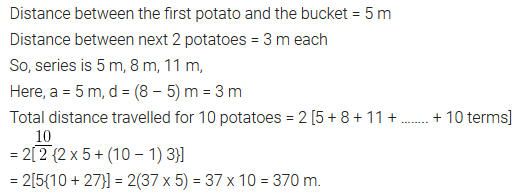 Distance between the first potato and the bucket = 5 m
Distance between next 2 potatoes = 3 m each
So, series is 5 m, 8 m, 11 m,
Here, a = 5 m, d = (8 – 5) m = 3 m
Total distance travelled for 10 potatoes = 2 [5 + 8 + 11 + ........ + 10 terms]
= 2[10/2 {2 x 5 + (10 – 1) 3}]
= 2[5{10 + 27}] = 2(37 x 5) = 37 x 10 = 370 m.